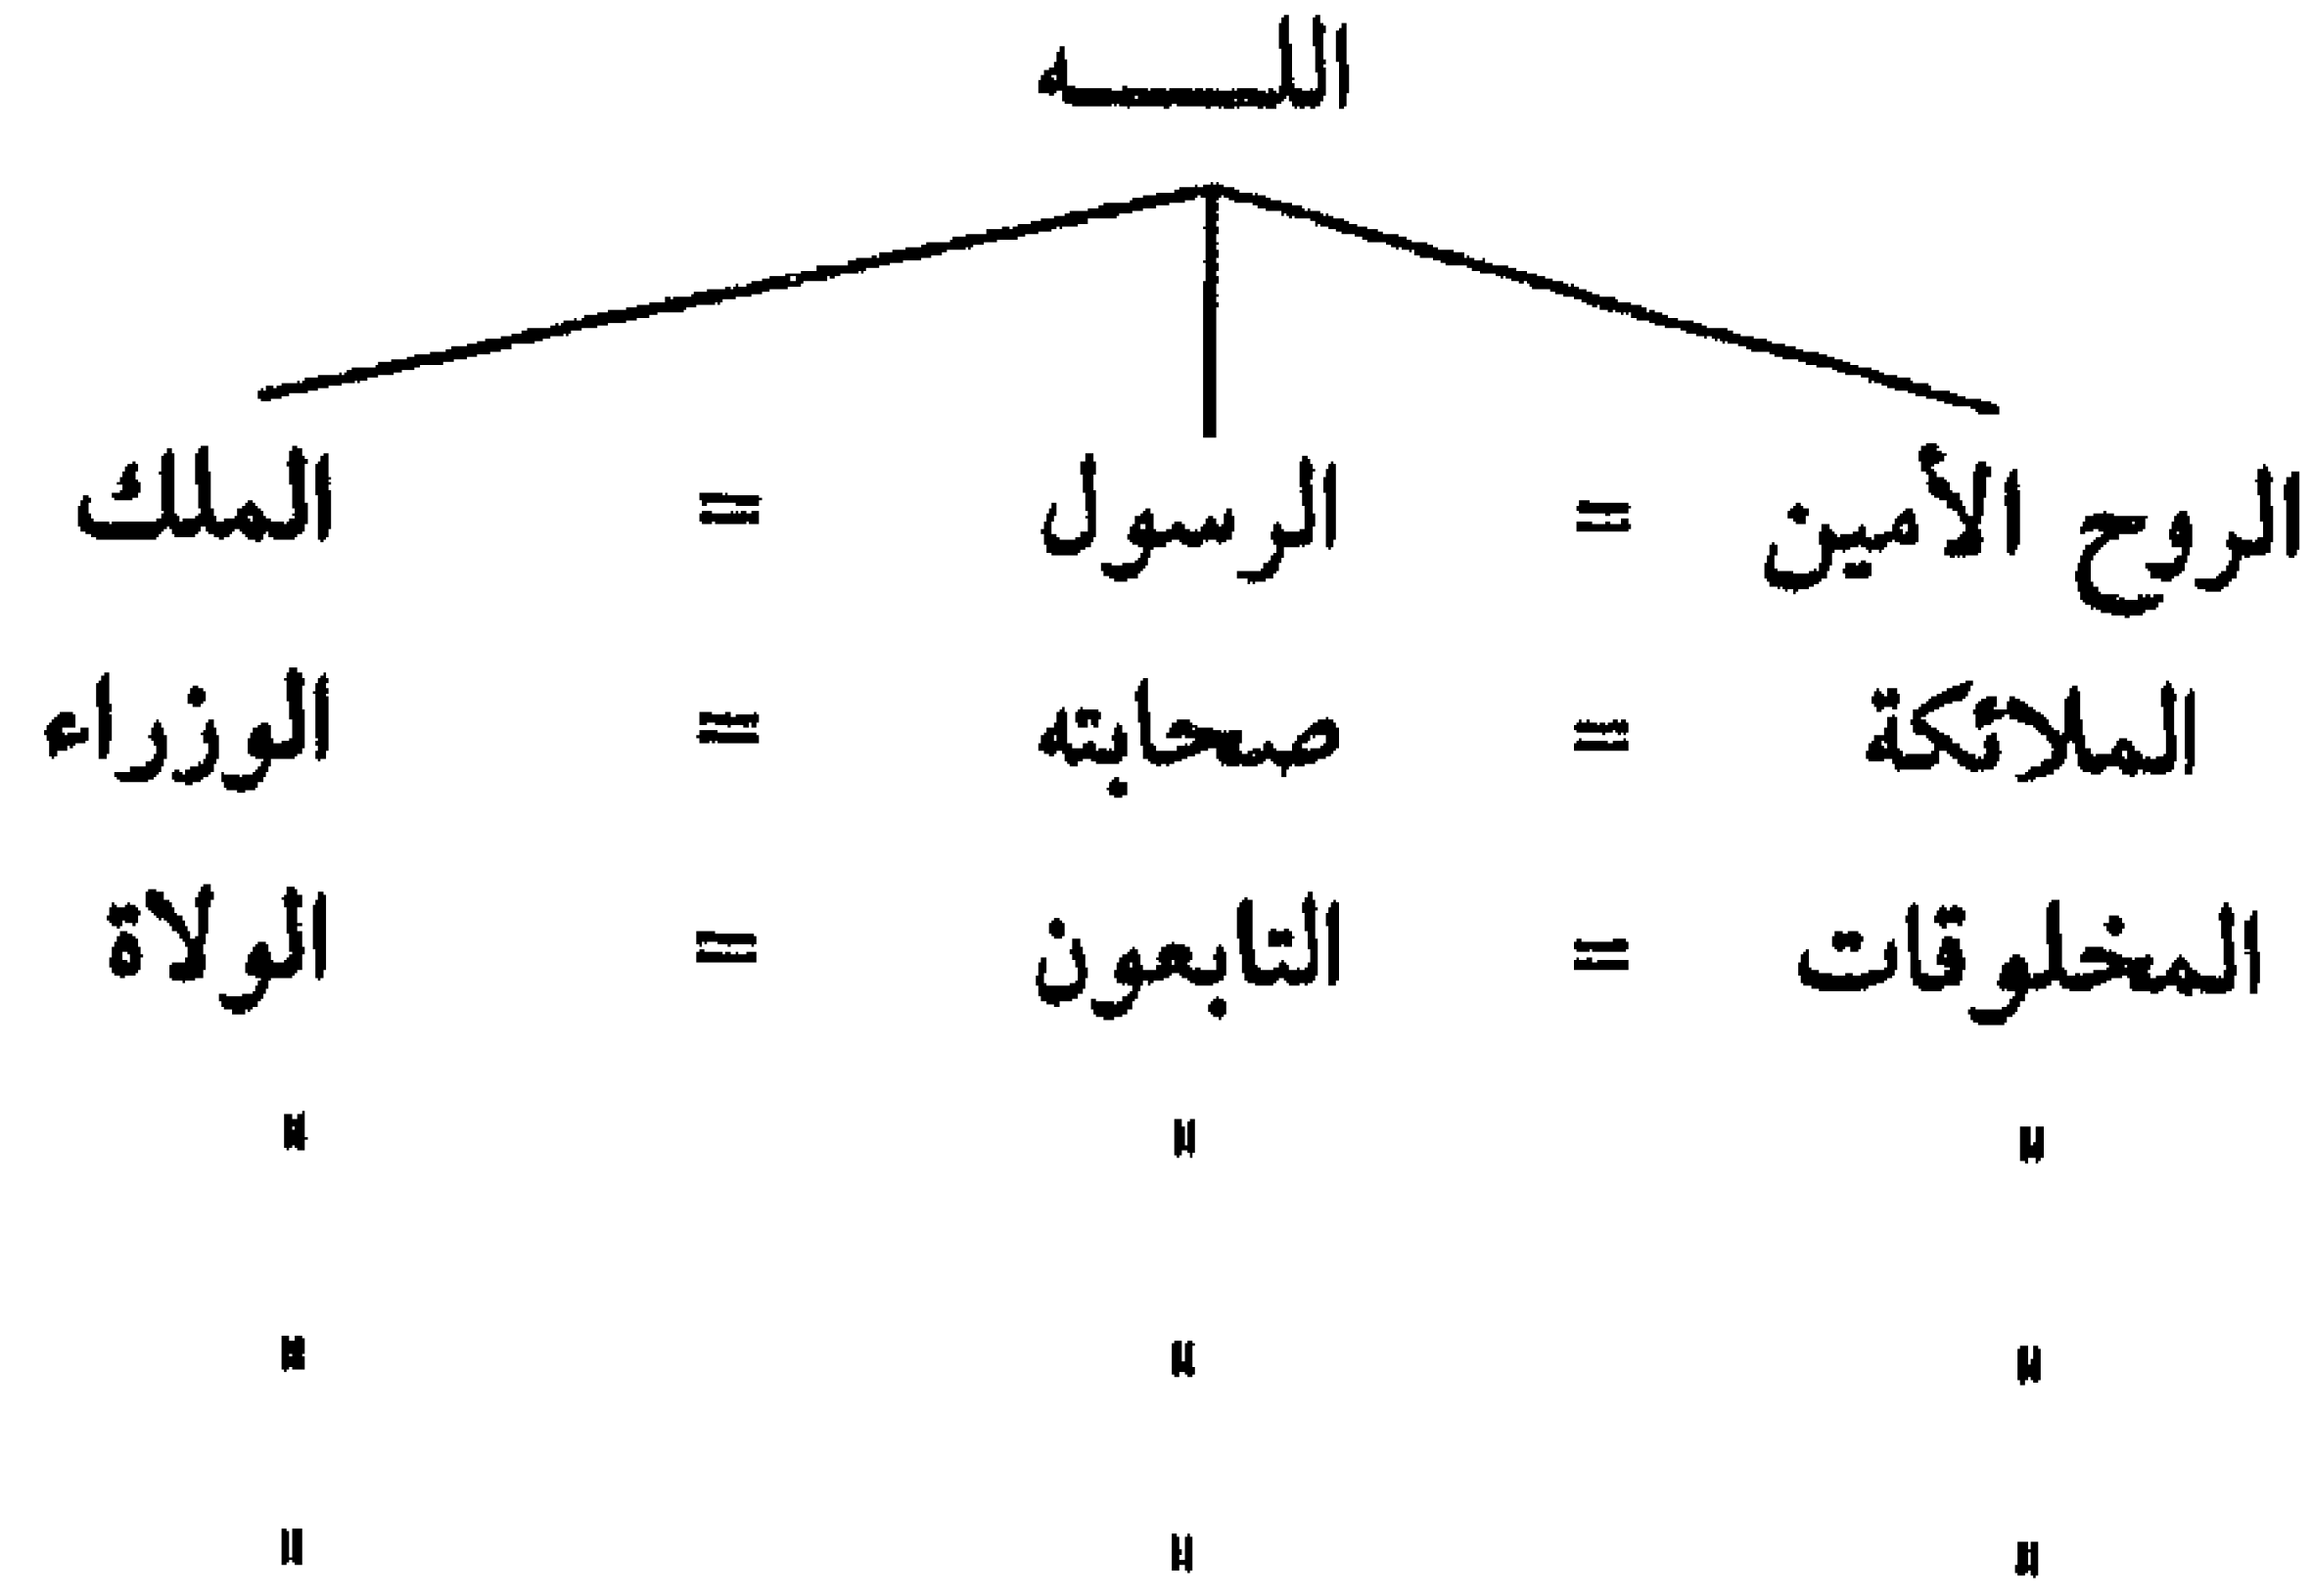 اللـــه
الروح الأمين = الرسول = الملك
الملائكة = صحابته = الوزراء
المخلوقات = التابعون = الولاة
" " "
" " "
" " "